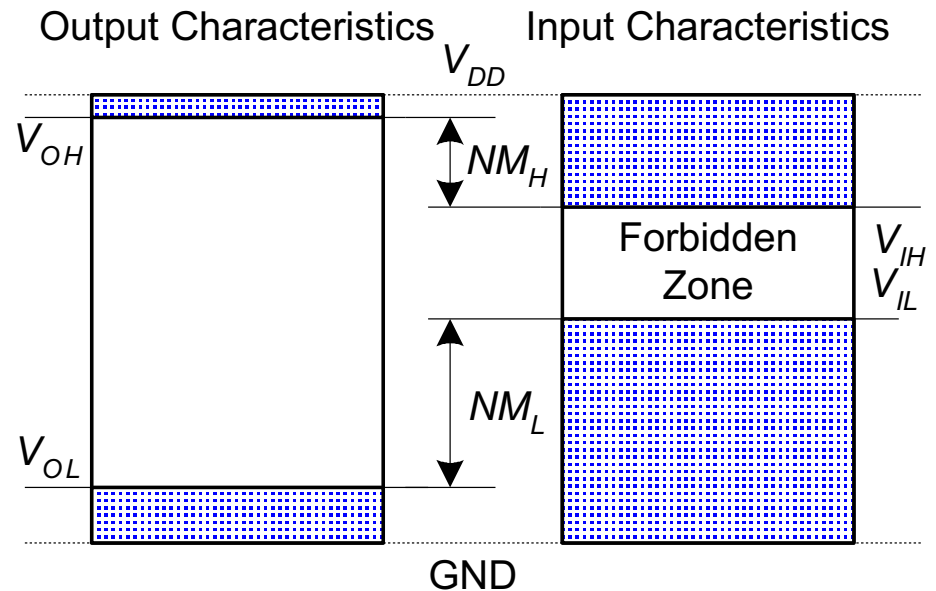 Output Characteristics
Input Characteristics
V_DD
V_OH
NM_H
Forbidden
Zone
V_IH
V_IL
NM_L
V_OL
GND